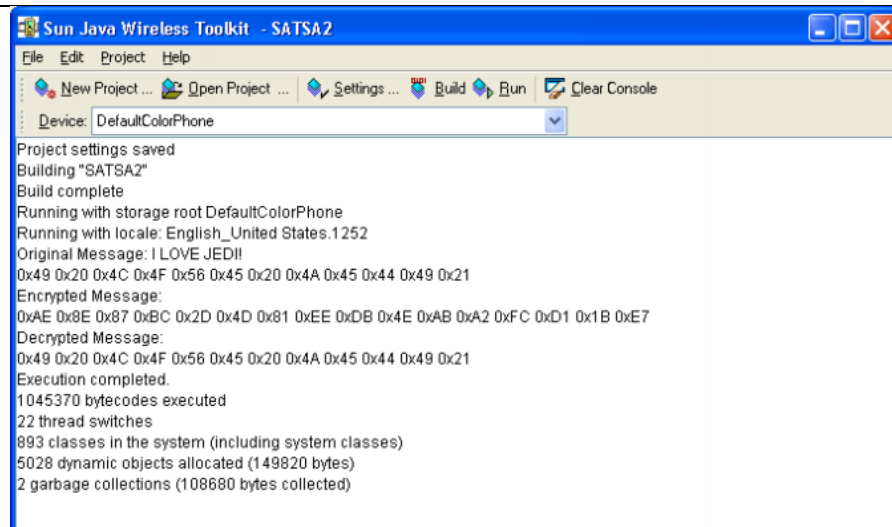 Sun Java Wireless Toolkit - SATSA2
File Edit Project Help
New Project ... Open Project ... Settings ... Build Run Clear Console
Device: DefaultColorPhone
Project settings saved
Building "SATSA2"
Build complete
Running with storage root DefaultColorPhone
Running with locale: English_United States.1252
Original Message: I LOVE JEDI!
0x49 0x20 0x4C 0x4F 0x56 0x45 0x20 0x4A 0x45 0x44 0x49 0x21
Encrypted Message:
0xAE 0x8E 0x87 0xBC 0x2D 0x4D 0x81 0xEE 0xDB 0x4E 0xAB 0xA2 0xFC 0xD1 0x1B 0xE7
Decrypted Message:
0x49 0x20 0x4C 0x4F 0x56 0x45 0x20 0x4A 0x45 0x44 0x49 0x21
Execution completed.
1045370 bytecodes executed
22 thread switches
893 classes in the system (including system classes)
5028 dynamic objects allocated (149820 bytes)
2 garbage collections (108680 bytes collected)